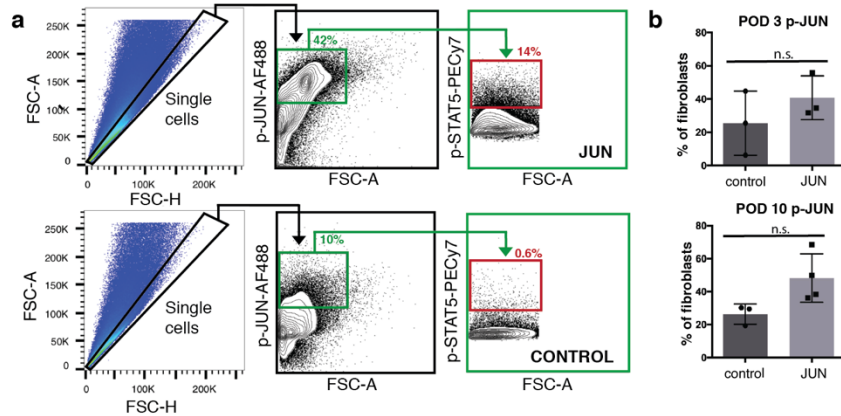 a
FSC-A
250K
200K
150K
100K
50K
0
0
100K
200K
FSC-H
Single
cells
p-JUN-AF488
42%
FSC-A
p-STAT5-PECy7
14%
JUN
FSC-A
FSC-A
250K
200K
150K
100K
50K
0
0
100K
200K
FSC-H
Single
cells
p-JUN-AF488
10%
FSC-A
p-STAT5-PECy7
0.6%
CONTROL
FSC-A
b
POD 3 p-JUN
n.s.
% of fibroblasts
80
60
40
20
0
control
JUN
POD 10 p-JUN
n.s.
% of fibroblasts
80
60
40
20
0
control
JUN